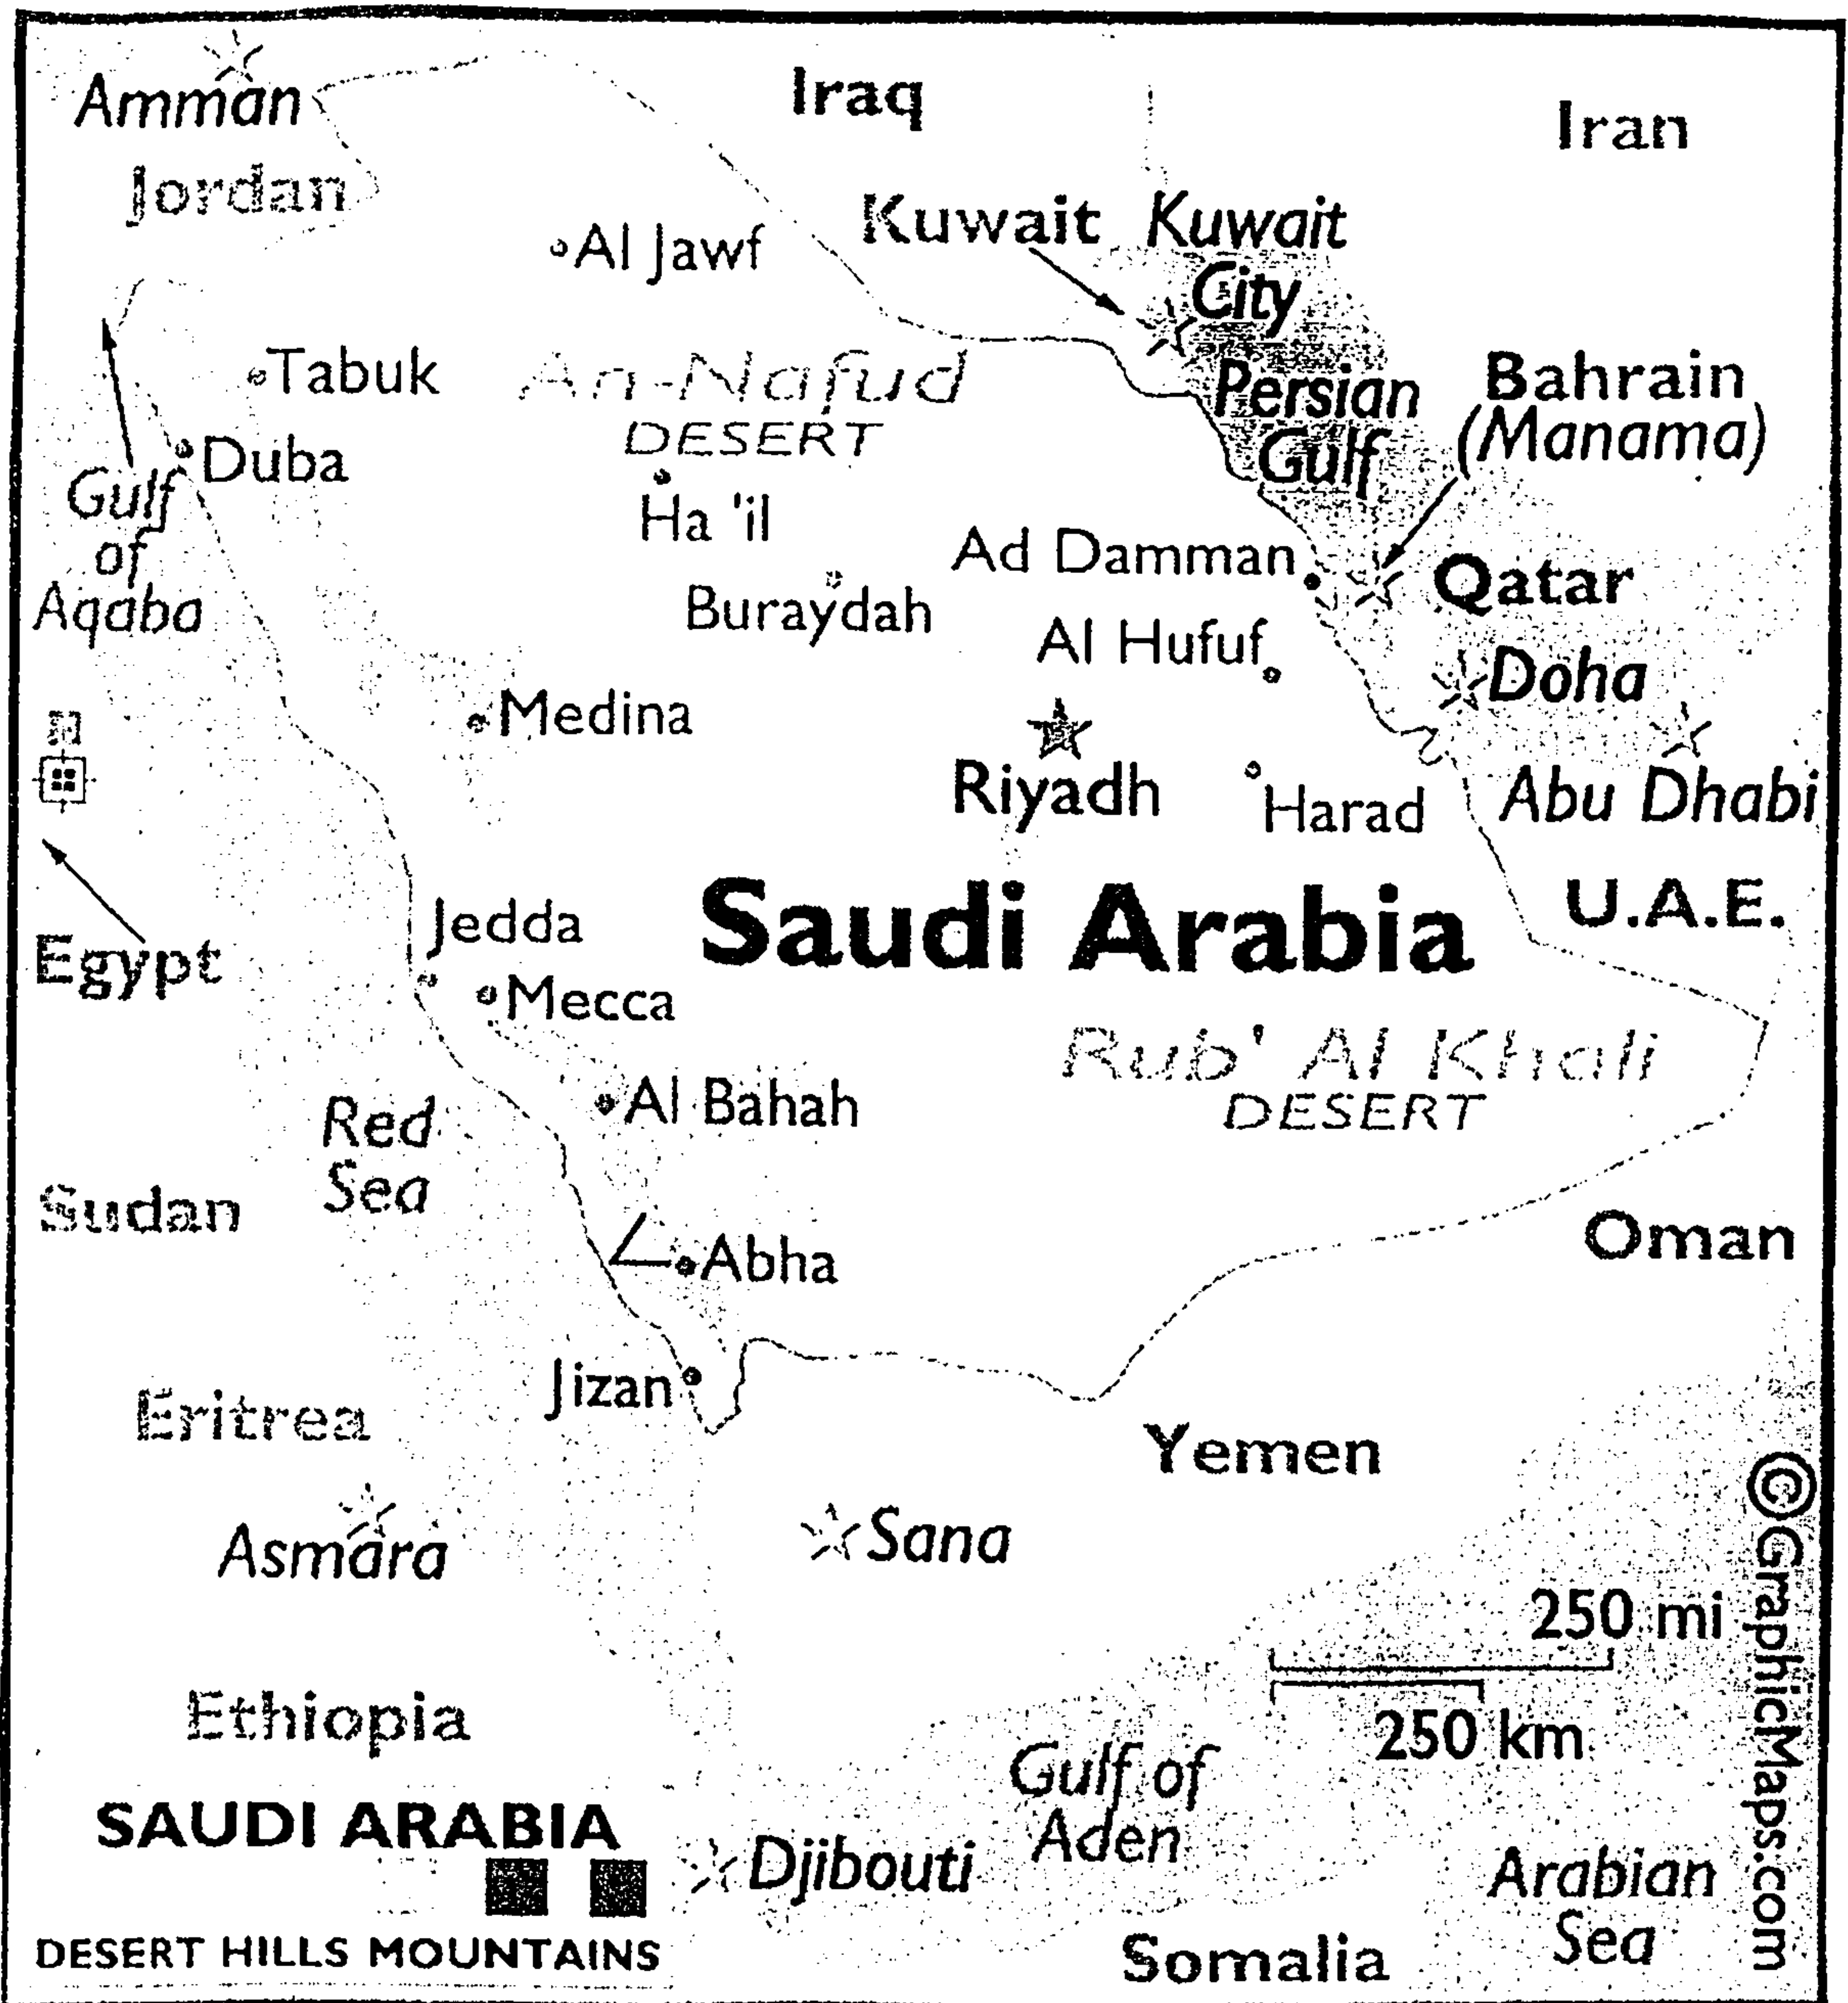 Amman
Iraq
Iran
Jordan
Kuwait
Kuwait
City
Al Jawf
Tabuk
An-Nafud
DESERT
Persian
Gulf
Bahrain
(Manama)
Duba
Gulf
of
Aqaba
Ha 'il
Ad Damman
Qatar
Buraydah
Al Hufuf
Doha
Medina
Riyadh
Harad
Abu Dhabi
Saudi Arabia
U.A.E.
Egypt
Jedda
Mecca
Rub' Al Khali
DESERT
Al Bahah
Red
Sea
Sudan
Oman
Abha
Jizan
Eritrea
Yemen
Asmara
Sana
250 mi
250 km
Ethiopia
Gulf of
Aden
SAUDI ARABIA
Djibouti
Arabian
Sea
DESERT HILLS MOUNTAINS
Somalia
©GraphicMaps.com